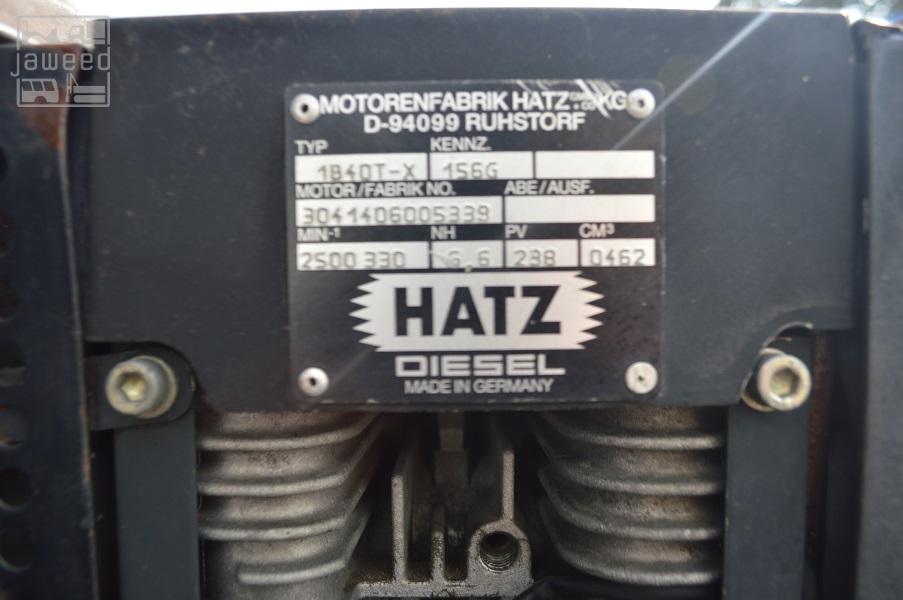 jaweed
MOTORENFABRIK HATZ GMBH + CO KG
D-94099 RUHSTORF
TYP KENNZ.
1B40T-X 156G
MOTOR/FABRIK NO. ABE/AUSF.
3041406005339
MIN-¹ NH PV CM³
2500 330 6,6 238 0462
HATZ
DIESEL
MADE IN GERMANY